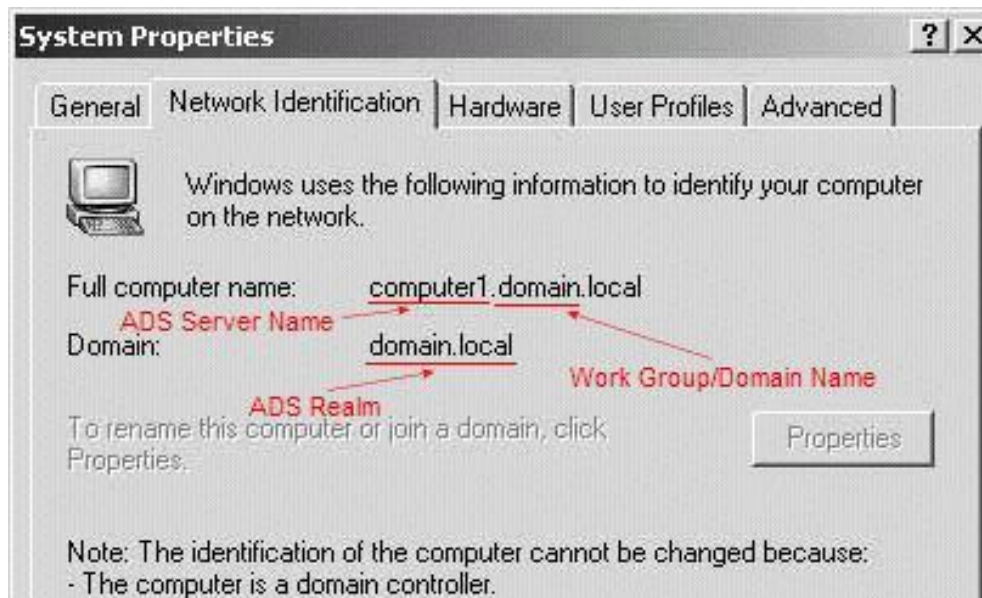 System Properties
? X
General Network Identification Hardware User Profiles Advanced
Windows uses the following information to identify your computer
on the network.
Full computer name: computer1.domain.local
ADS Server Name
Domain: domain.local
Work Group/Domain Name
ADS Realm
To rename this computer or join a domain, click
Properties.
Properties
Note: The identification of the computer cannot be changed because:
- The computer is a domain controller.